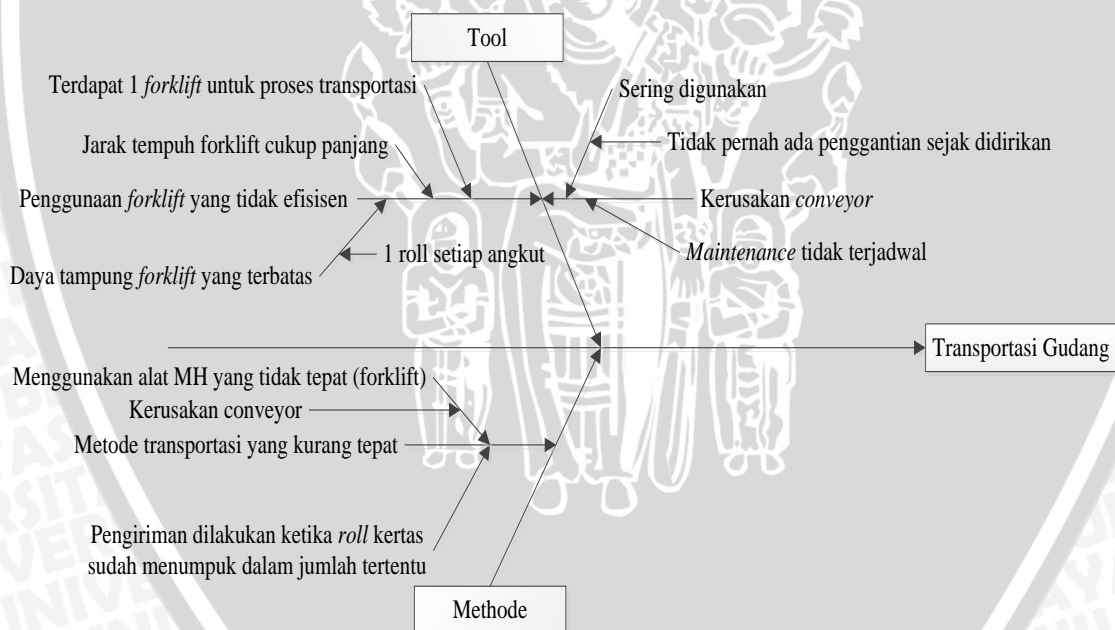 Tool
Terdapat 1 forklift untuk proses transportasi
Sering digunakan
Jarak tempuh forklift cukup panjang
Tidak pernah ada penggantian sejak didirikan
Penggunaan forklift yang tidak efisisen
Kerusakan conveyor
1 roll setiap angkut
Maintenance tidak terjadwal
Daya tampung forklift yang terbatas
Transportasi Gudang
Menggunakan alat MH yang tidak tepat (forklift)
Kerusakan conveyor
Metode transportasi yang kurang tepat
Pengiriman dilakukan ketika roll kertas
sudah menumpuk dalam jumlah tertentu
Methode